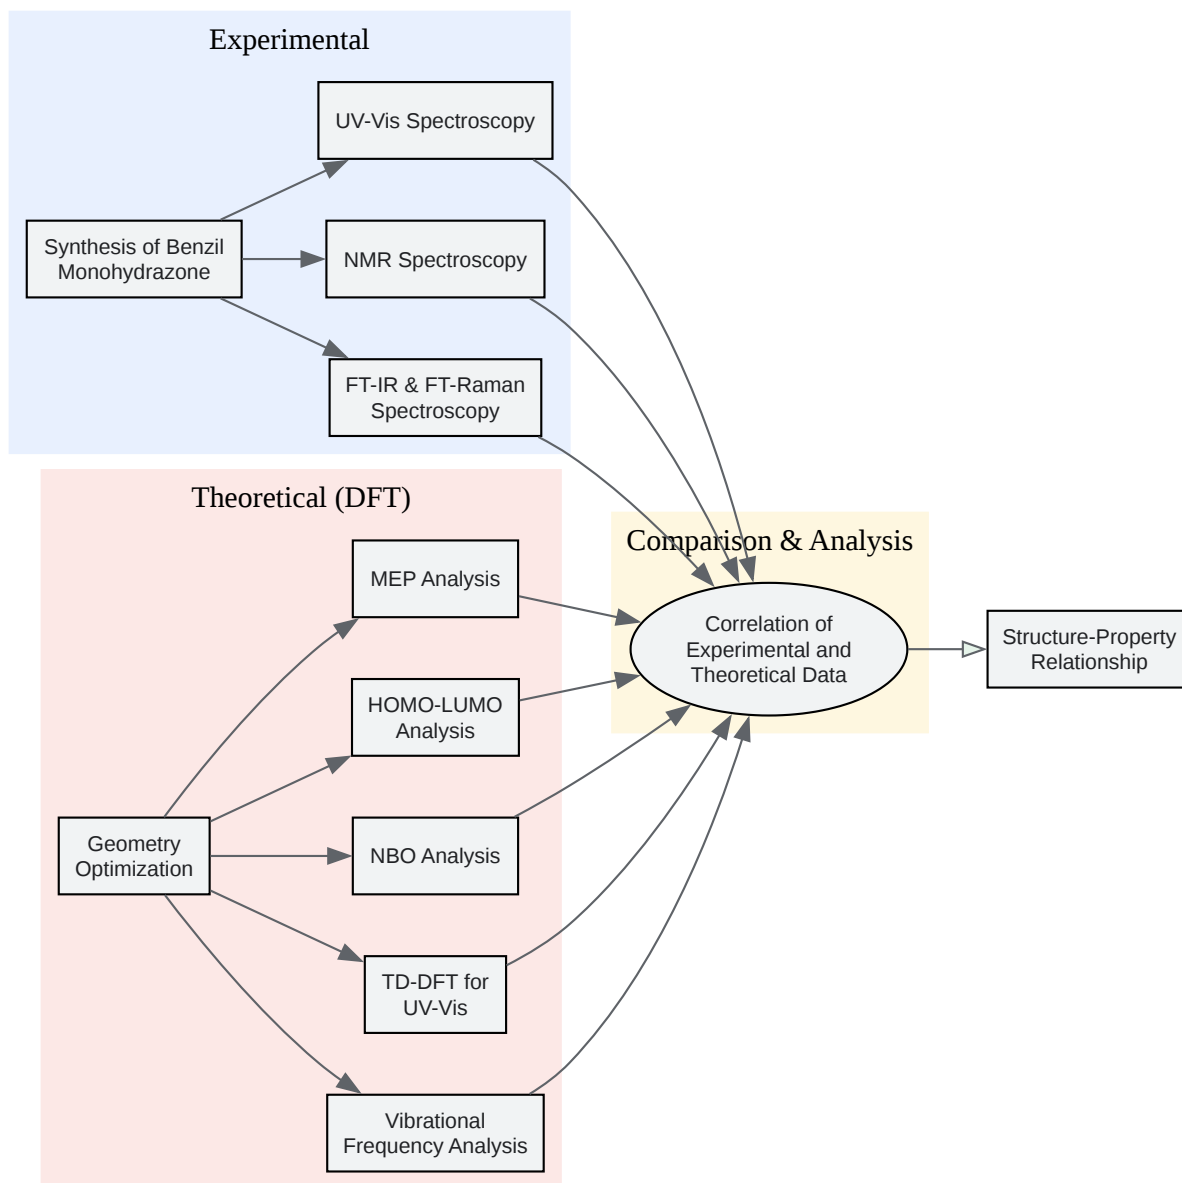 Experimental
UV-Vis Spectroscopy
Synthesis of Benzil
Monohydrazone
NMR Spectroscopy
FT-IR & FT-Raman
Spectroscopy
Theoretical (DFT)
MEP Analysis
HOMO-LUMO
Analysis
Geometry
Optimization
NBO Analysis
TD-DFT for
UV-Vis
Vibrational
Frequency Analysis
Comparison & Analysis
Correlation of
Experimental and
Theoretical Data
Structure-Property
Relationship